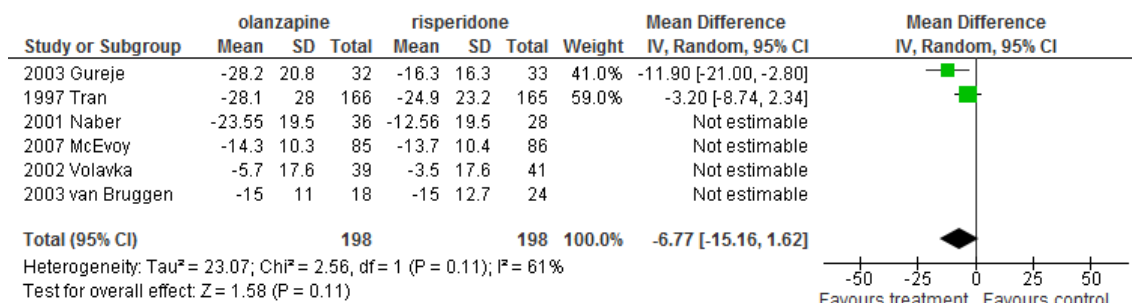 olanzapine risperidone Mean Difference Mean Difference
Study or Subgroup Mean SD Total Mean SD Total Weight IV, Random, 95% CI IV, Random, 95% CI
2003 Gureje -28.2 20.8 32 -16.3 16.3 33 41.0% -11.90 [-21.00, -2.80]
1997 Tran -28.1 28 166 -24.9 23.2 165 59.0% -3.20 [-8.74, 2.34]
2001 Naber -23.55 19.5 36 -12.56 19.5 28 Not estimable
2007 McEvoy -14.3 10.3 85 -13.7 10.4 86 Not estimable
2002 Volavka -5.7 17.6 39 -3.5 17.6 41 Not estimable
2003 van Bruggen -15 11 18 -15 12.7 24 Not estimable
Total (95% CI) 198 198 100.0% -6.77 [-15.16, 1.62]
Heterogeneity: Tau² = 23.07; Chi² = 2.56, df = 1 (P = 0.11); I² = 61%
Test for overall effect: Z = 1.58 (P = 0.11)
-50 -25 0 25 50
Favours treatment Favours control